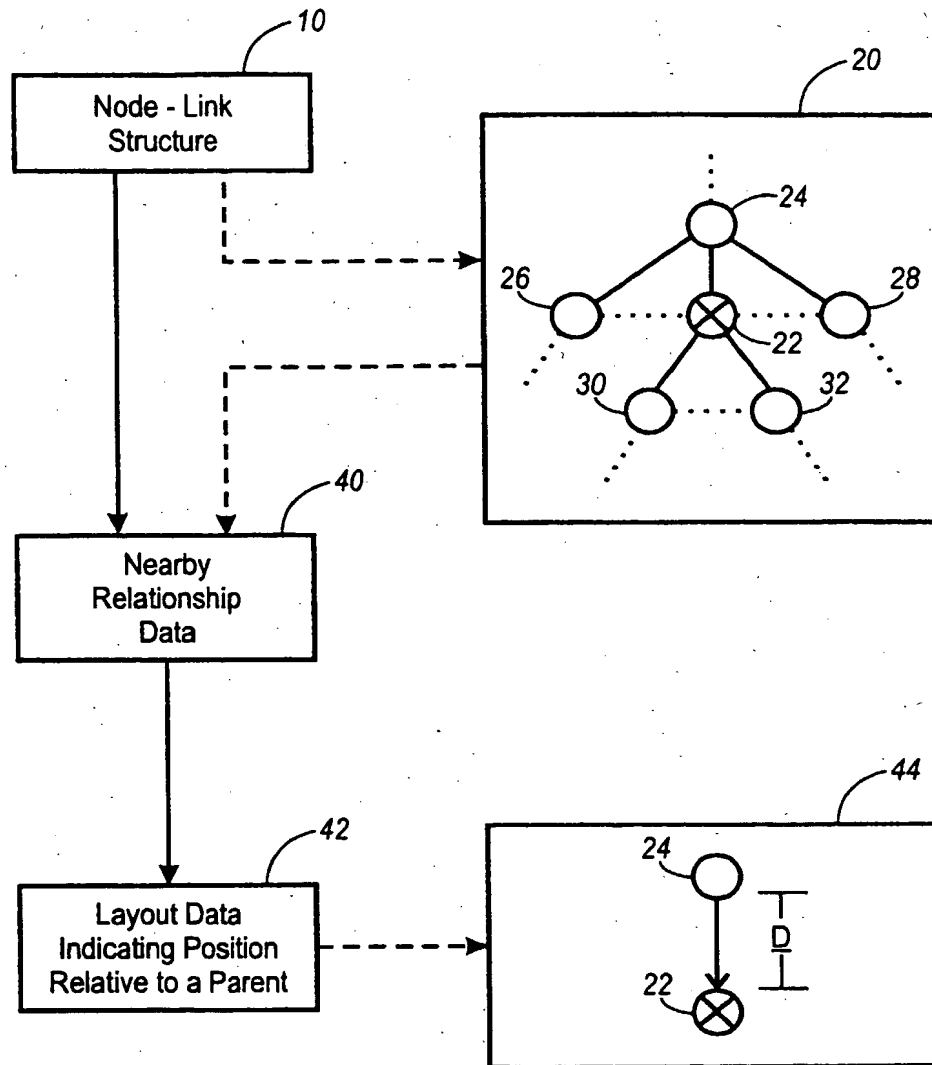 10
Node - Link
Structure
20
24
26
28
22
30
32
40
Nearby
Relationship
Data
42
Layout Data
Indicating Position
Relative to a Parent
44
24
D
22